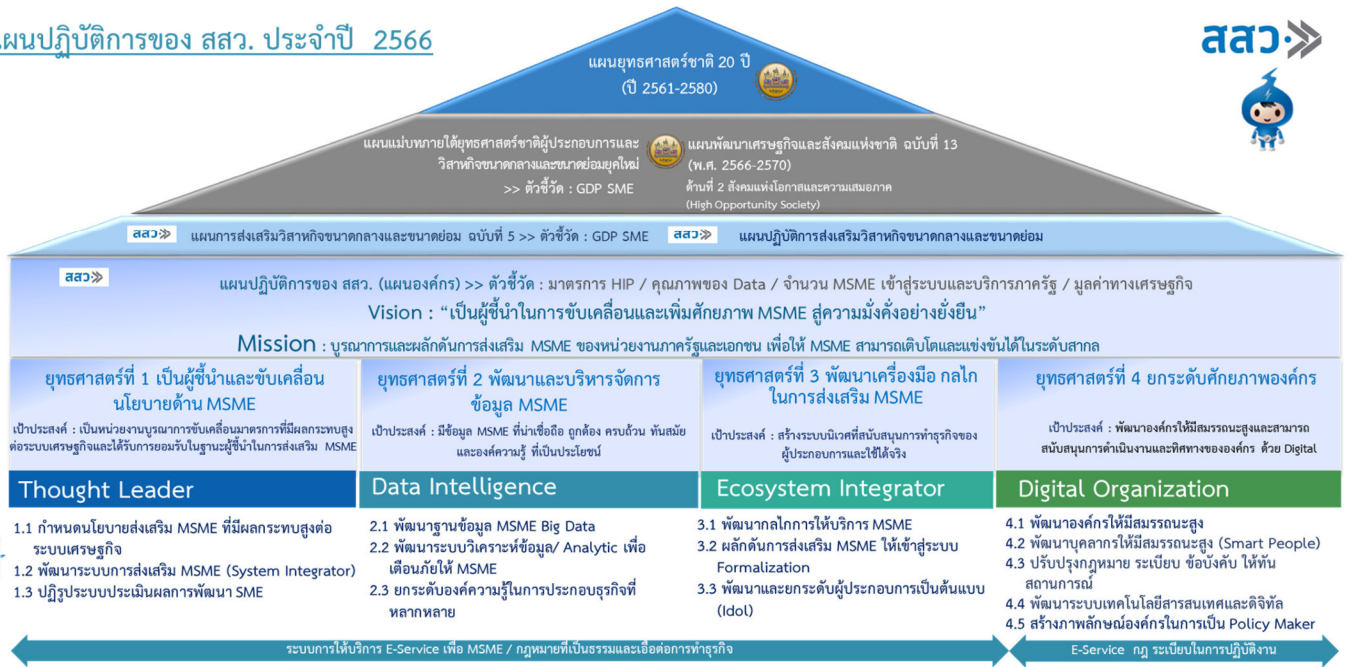 ผนปฏิบัติการของ สสว. ประจำปี 2566
สสว
แผนยุทธศาสตร์ชาติ 20 ปี
(ปี 2561-2580)
แผนแม่บทภายใต้ยุทธศาสตร์ชาติผู้ประกอบการและ
วิสาหกิจขนาดกลางและขนาดย่อมยุคใหม่
>> ตัวชี้วัด : GDP SME
แผนพัฒนาเศรษฐกิจและสังคมแห่งชาติ ฉบับที่ 13
(พ.ศ. 2566-2570)
ด้านที่ 2 สังคมแห่งโอกาสและความเสมอภาค
(High Opportunity Society)
สสว แผนการส่งเสริมวิสาหกิจขนาดกลางและขนาดย่อม ฉบับที่ 5 >> ตัวชี้วัด : GDP SME สสว แผนปฏิบัติการส่งเสริมวิสาหกิจขนาดกลางและขนาดย่อม
สสว
แผนปฏิบัติการของ สสว. (แผนองค์กร) >> ตัวชี้วัด : มาตรการ HIP / คุณภาพของ Data / จำนวน MSME เข้าสู่ระบบและบริการภาครัฐ / มูลค่าทางเศรษฐกิจ
Vision : “เป็นผู้ชี้นำในการขับเคลื่อนและเพิ่มศักยภาพ MSME สู่ความมั่งคั่งอย่างยั่งยืน”
Mission : บูรณาการและผลักดันการส่งเสริม MSME ของหน่วยงานภาครัฐและเอกชน เพื่อให้ MSME สามารถเติบโตและแข่งขันได้ในระดับสากล
ยุทธศาสตร์ที่ 1 เป็นผู้ชี้นำและขับเคลื่อน
นโยบายด้าน MSME
เป้าประสงค์ : เป็นหน่วยงานบูรณาการขับเคลื่อนมาตรการที่มีผลกระทบสูง
ต่อระบบเศรษฐกิจและได้รับการยอมรับในฐานะผู้ชี้นำในการส่งเสริม MSME
Thought Leader
1.1 กำหนดนโยบายส่งเสริม MSME ที่มีผลกระทบสูงต่อ
ระบบเศรษฐกิจ
1.2 พัฒนาระบบการส่งเสริม MSME (System Integrator)
1.3 ปฏิรูประบบประเมินผลการพัฒนา SME
ยุทธศาสตร์ที่ 2 พัฒนาและบริหารจัดการ
ข้อมูล MSME
เป้าประสงค์ : มีข้อมูล MSME ที่น่าเชื่อถือ ถูกต้อง ครบถ้วน ทันสมัย
และองค์ความรู้ ที่เป็นประโยชน์
Data Intelligence
2.1 พัฒนาฐานข้อมูล MSME Big Data
2.2 พัฒนาระบบวิเคราะห์ข้อมูล/ Analytic เพื่อ
เตือนภัยให้ MSME
2.3 ยกระดับองค์ความรู้ในการประกอบธุรกิจที่
หลากหลาย
ยุทธศาสตร์ที่ 3 พัฒนาเครื่องมือ กลไก
ในการส่งเสริม MSME
เป้าประสงค์ : สร้างระบบนิเวศที่สนับสนุนการทำธุรกิจของ
ผู้ประกอบการและใช้ได้จริง
Ecosystem Integrator
3.1 พัฒนากลไกการให้บริการ MSME
3.2 ผลักดันการส่งเสริม MSME ให้เข้าสู่ระบบ
Formalization
3.3 พัฒนาและยกระดับผู้ประกอบการเป็นต้นแบบ
(Idol)
ยุทธศาสตร์ที่ 4 ยกระดับศักยภาพองค์กร
เป้าประสงค์ : พัฒนาองค์กรให้มีสมรรถนะสูงและสามารถ
สนับสนุนการดำเนินงานและทิศทางขององค์กร ด้วย Digital
Digital Organization
4.1 พัฒนาองค์กรให้มีสมรรถนะสูง
4.2 พัฒนาบุคลากรให้มีสมรรถนะสูง (Smart People)
4.3 ปรับปรุงกฎหมาย ระเบียบ ข้อบังคับ ให้ทัน
สถานการณ์
4.4 พัฒนาระบบเทคโนโลยีสารสนเทศและดิจิทัล
4.5 สร้างภาพลักษณ์องค์กรในการเป็น Policy Maker
ระบบการให้บริการ E-Service เพื่อ MSME / กฎหมายที่เป็นธรรมและเอื้อต่อการทำธุรกิจ
E-Service กฎ ระเบียบในการปฏิบัติงาน